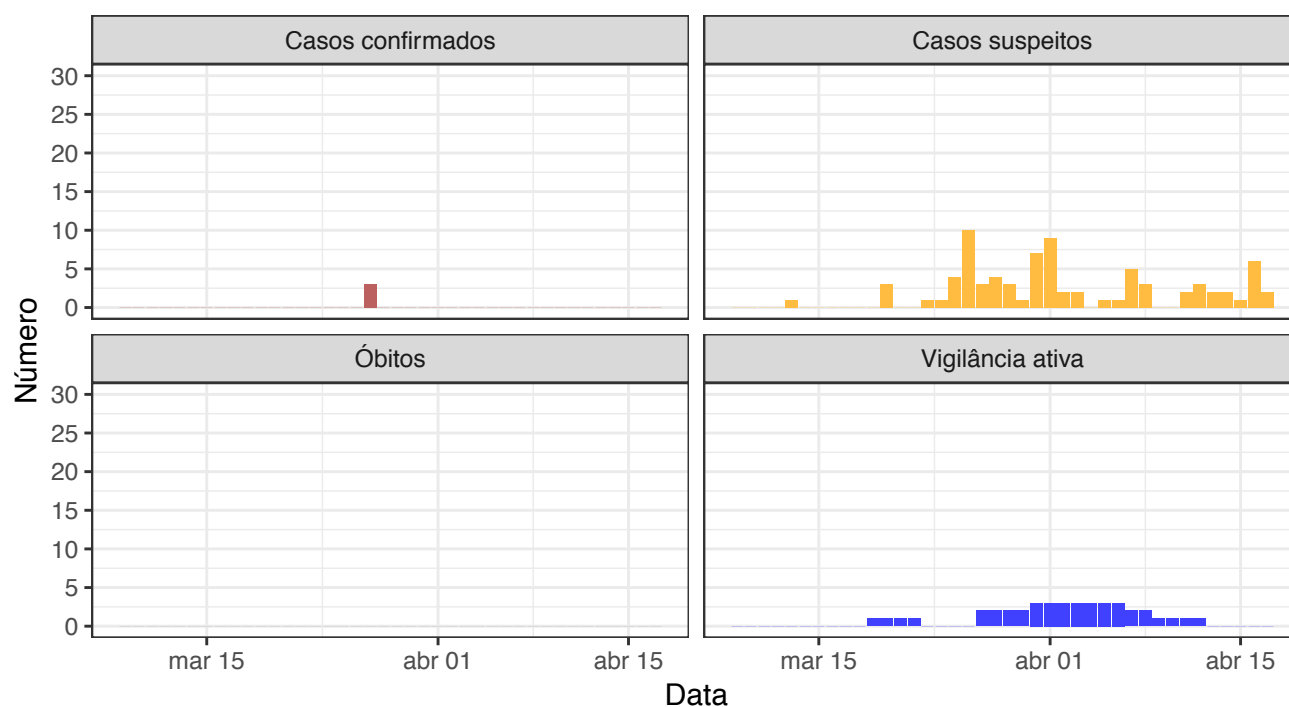 Casos confirmados
Casos suspeitos
30
25
20
15
10
5
0
Óbitos
Vigilância ativa
30
25
20
15
10
5
0
Número
mar 15
abr 01
abr 15
mar 15
abr 01
abr 15
Data